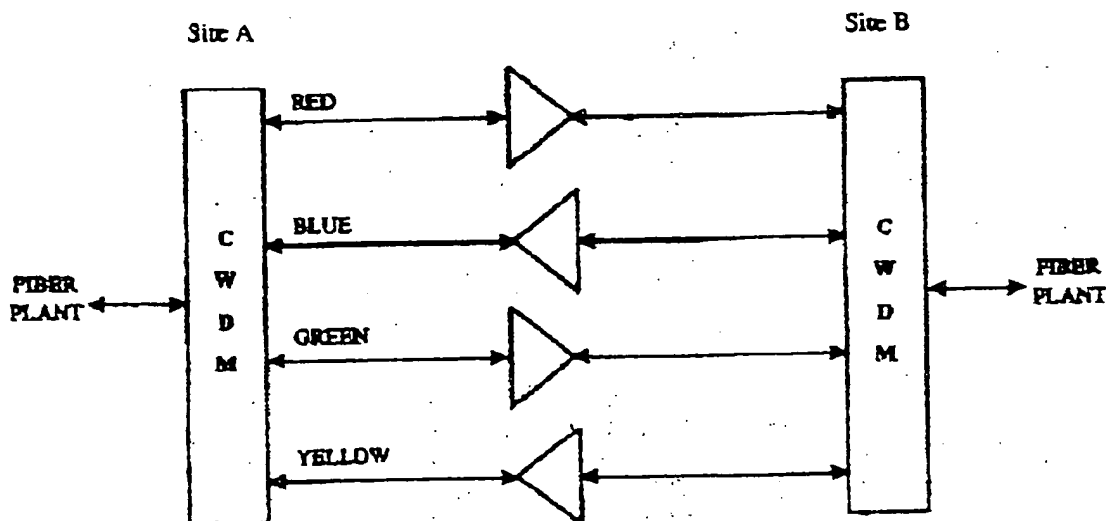 Site A
Site B
RED
BLUE
C
W
D
M
C
W
D
M
FIBER
PLANT
FIBER
PLANT
GREEN
YELLOW